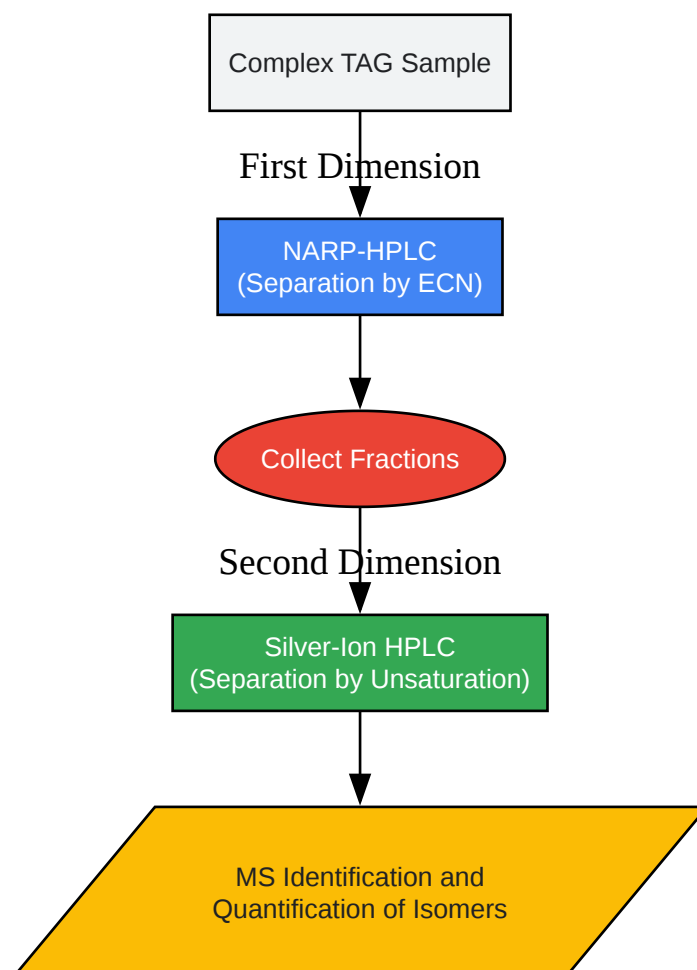 Complex TAG Sample
First Dimension
NARP-HPLC
(Separation by ECN)
Collect Fractions
Second Dimension
Silver-Ion HPLC
(Separation by Unsaturation)
MS Identification and
Quantification of Isomers